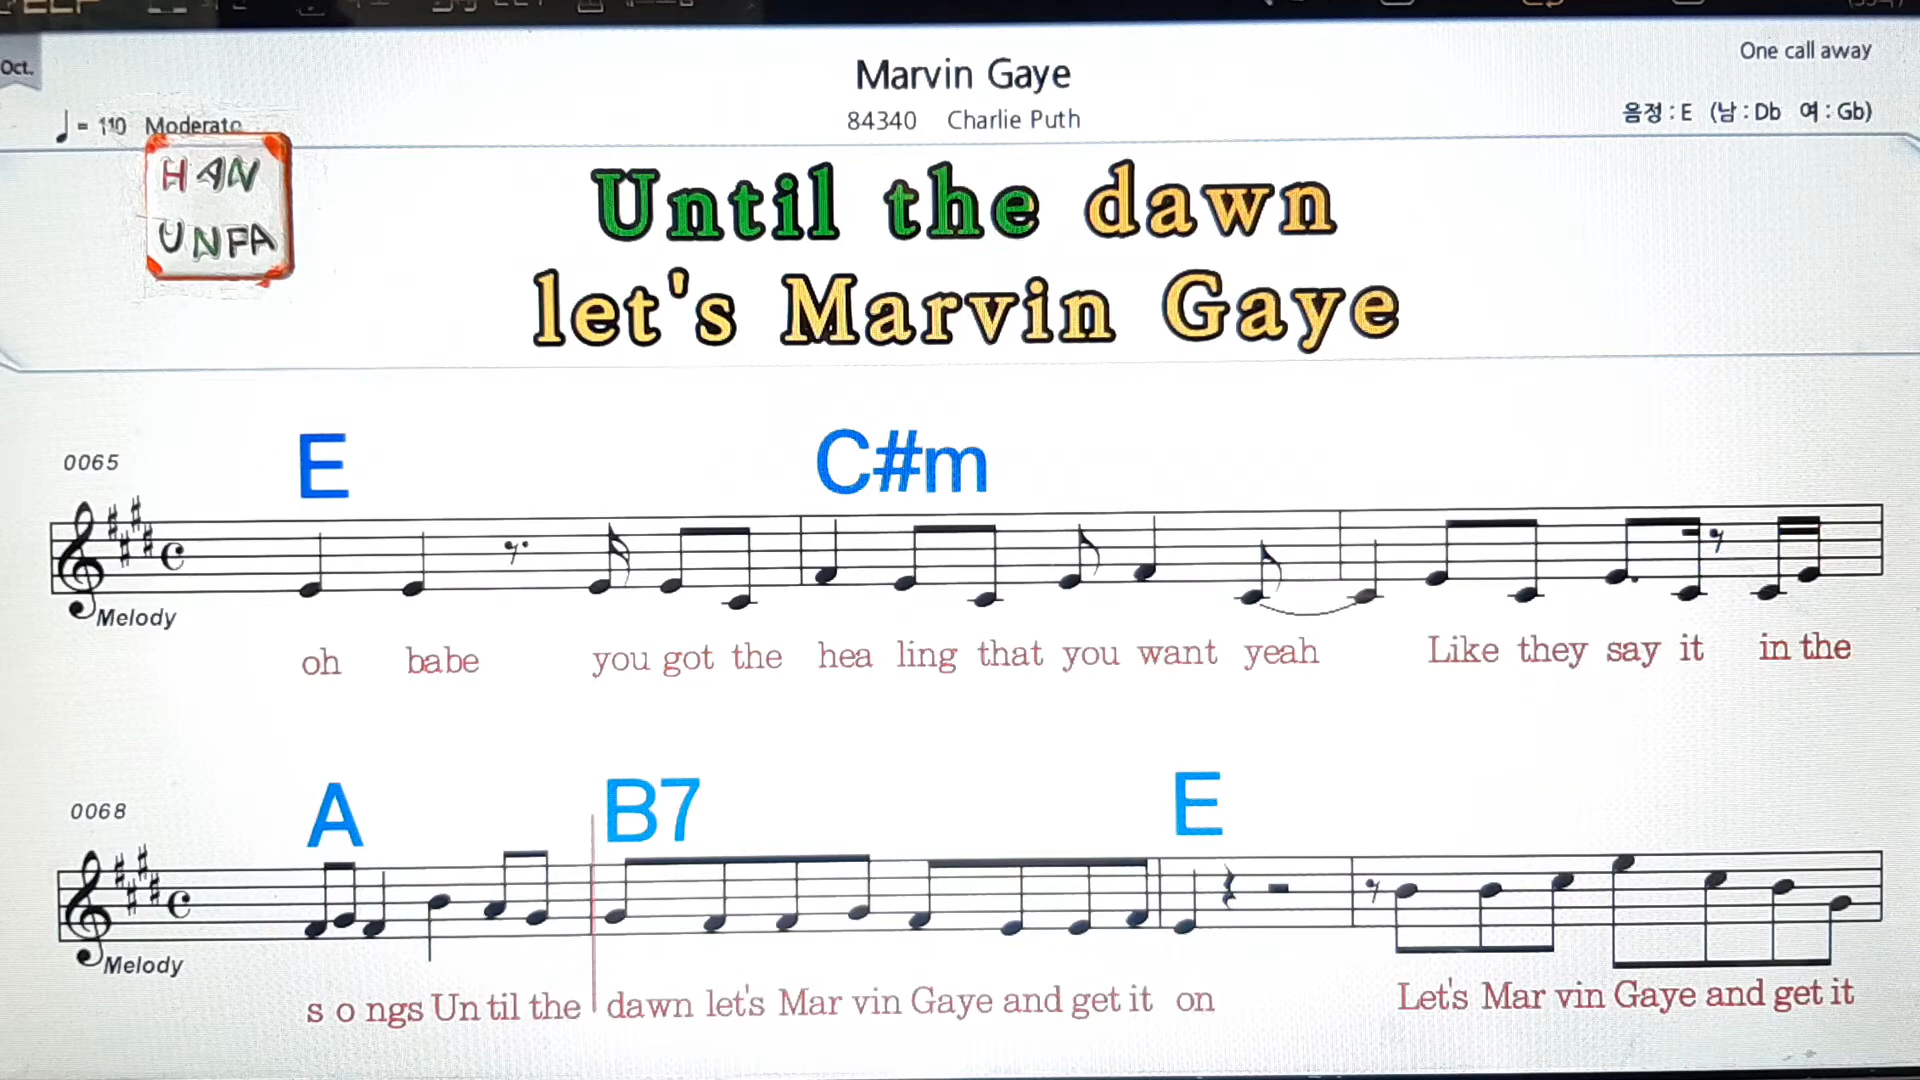 Oct.
Marvin Gaye
One call away
= 110 Moderato
84340 Charlie Puth
음정 : E (남 : Db 여 : Gb)
HAN
UNFA
Until the dawn
let's Marvin Gaye
E C#m
0065
Melody
oh babe you got the hea ling that you want yeah Like they say it in the
A B7 E
0068
Melody
s o ngs Un til the dawn let's Mar vin Gaye and get it on Let's Mar vin Gaye and get it